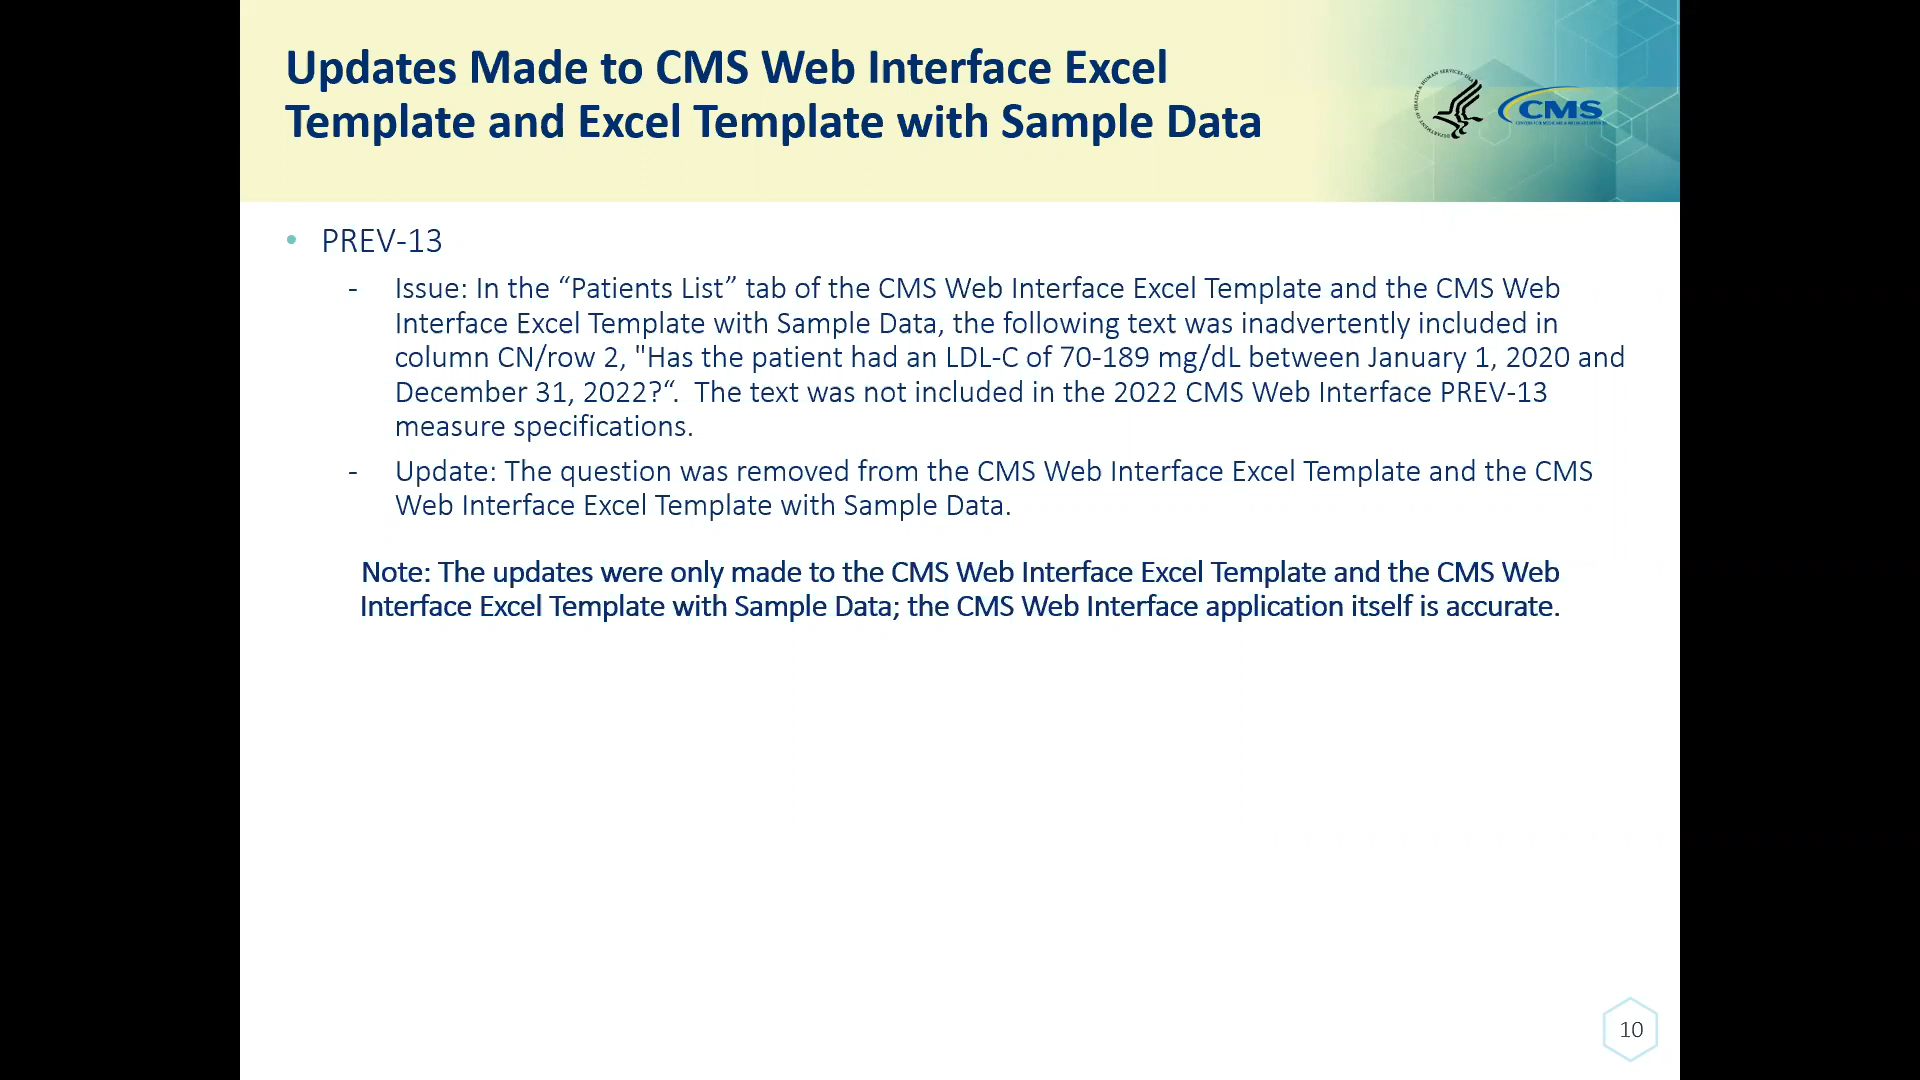 Updates Made to CMS Web Interface Excel
Template and Excel Template with Sample Data
CMS
• PREV-13
- Issue: In the “Patients List” tab of the CMS Web Interface Excel Template and the CMS Web
Interface Excel Template with Sample Data, the following text was inadvertently included in
column CN/row 2, "Has the patient had an LDL-C of 70-189 mg/dL between January 1, 2020 and
December 31, 2022?“.  The text was not included in the 2022 CMS Web Interface PREV-13
measure specifications.
- Update: The question was removed from the CMS Web Interface Excel Template and the CMS
Web Interface Excel Template with Sample Data.
Note: The updates were only made to the CMS Web Interface Excel Template and the CMS Web
Interface Excel Template with Sample Data; the CMS Web Interface application itself is accurate.
10